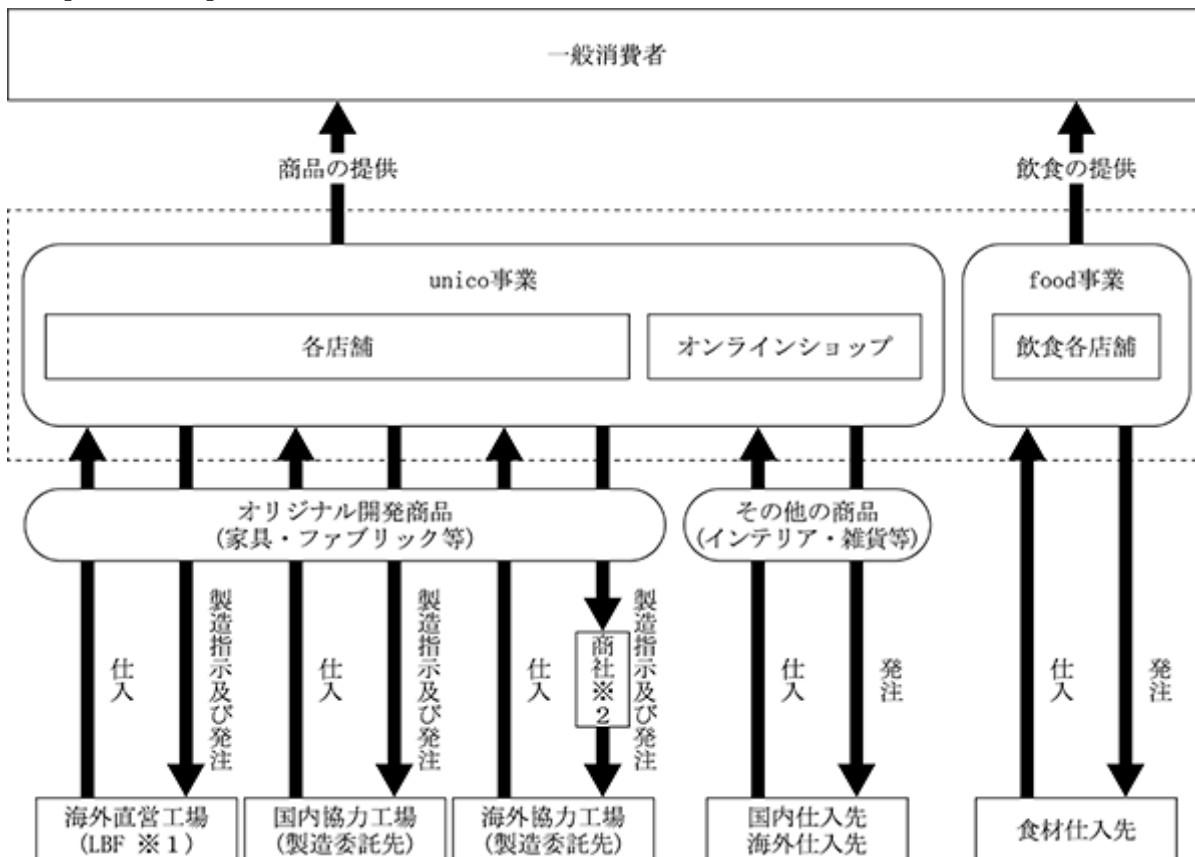 一般消費者
商品の提供
飲食の提供
unico事業
food事業
各店舗
オンラインショップ
飲食各店舗
オリジナル開発商品
(家具・ファブリック等)
その他の商品
(インテリア・雑貨等)
仕入
製造指示及び発注
仕入
製造指示及び発注
仕入
商社※2
製造指示及び発注
仕入
発注
仕入
発注
海外直営工場
(LBF ※1)
国内協力工場
(製造委託先)
海外協力工場
(製造委託先)
国内仕入先
海外仕入先
食材仕入先